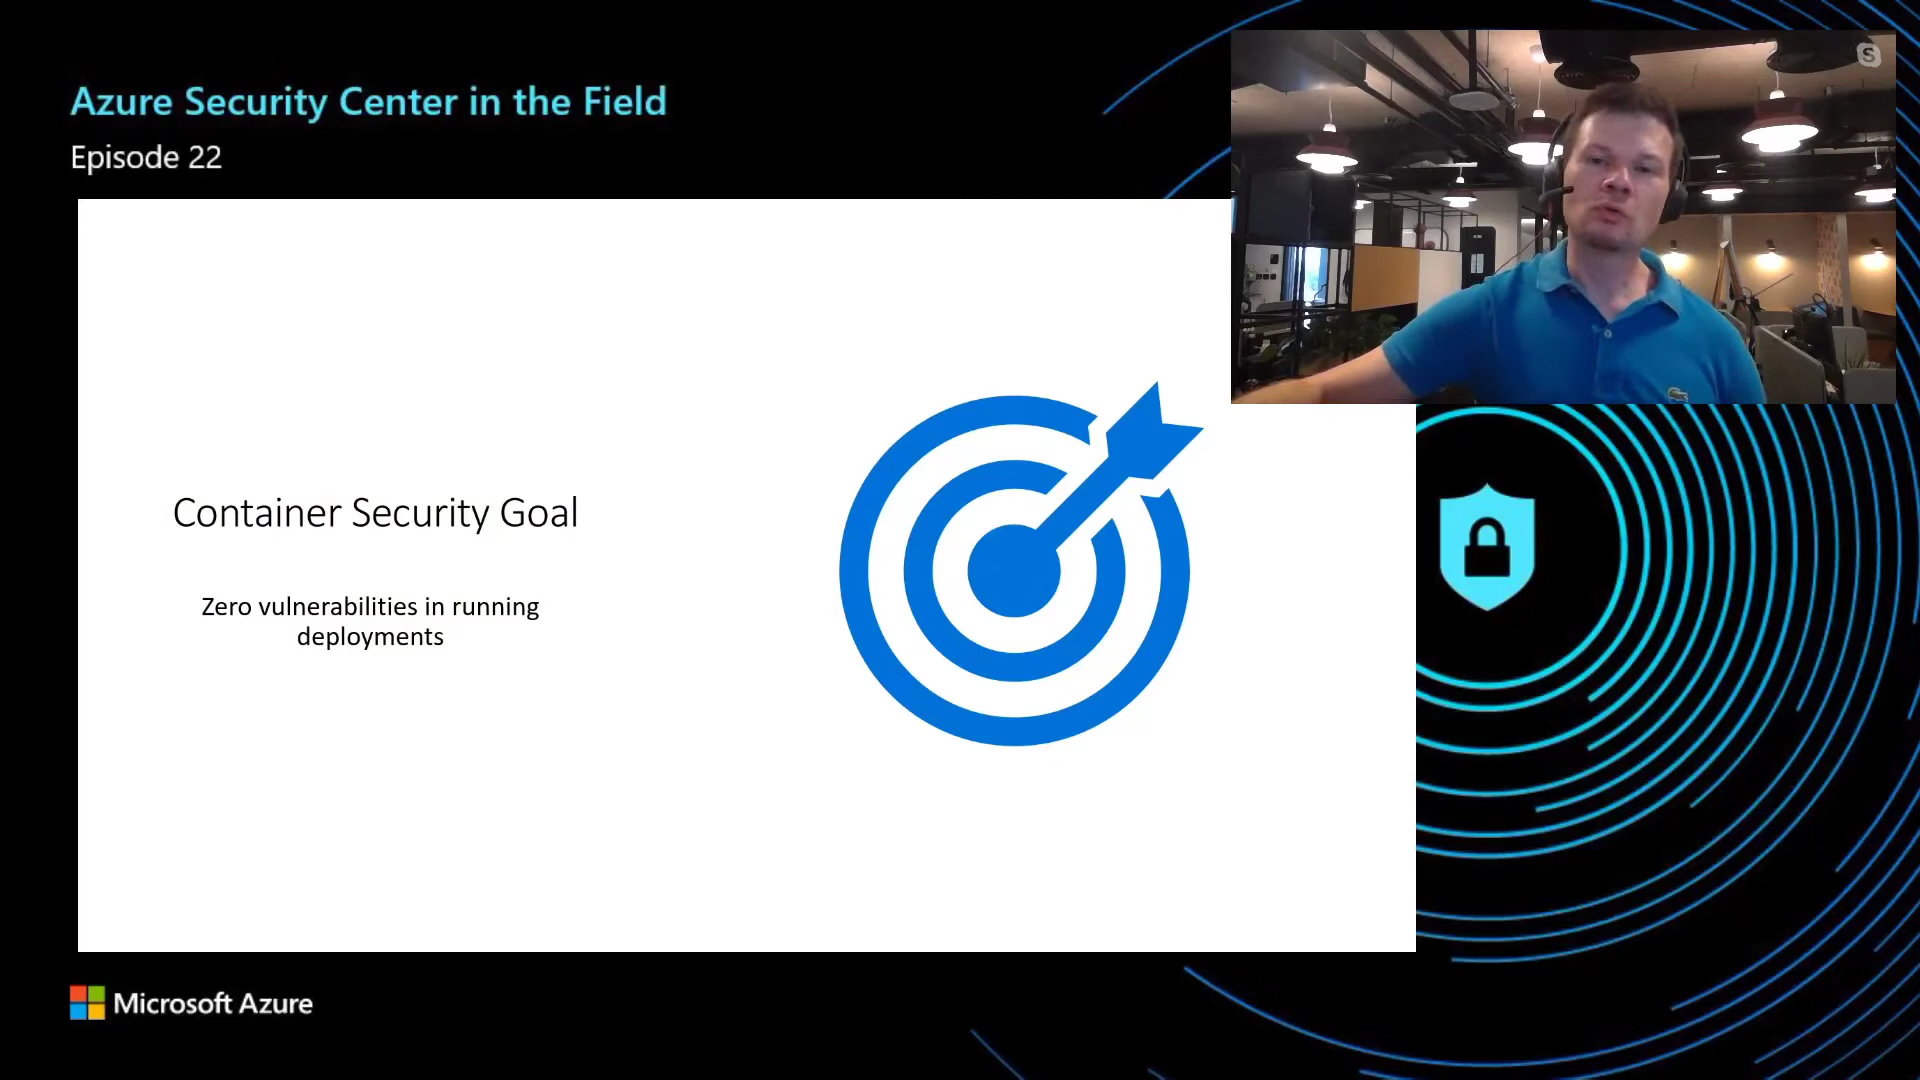 Azure Security Center in the Field
Episode 22
Container Security Goal
Zero vulnerabilities in running
deployments
Microsoft Azure